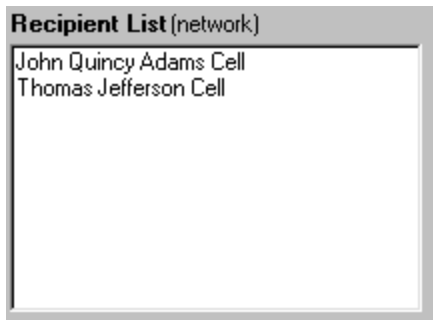 Recipient List (network)
John Quincy Adams Cell
Thomas Jefferson Cell